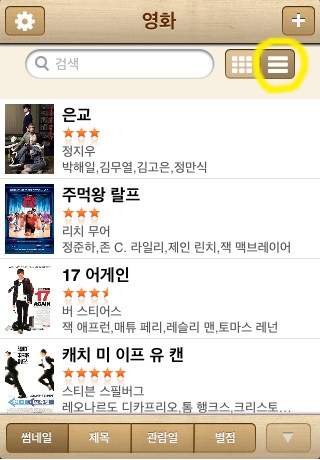 영화
검색
은교
정지우
박해일,김무열,김고은,정만식
주먹왕 랄프
리치 무어
정준하,존 C. 라일리,제인 린치,잭 맥브레이어
17 어게인
버 스티어스
잭 애프런,매튜 페리,레슬리 맨,토마스 레넌
캐치 미 이프 유 캔
스티븐 스필버그
레오나르도 디카프리오,톰 행크스,크리스토…
썸네일 제목 관람일 별점